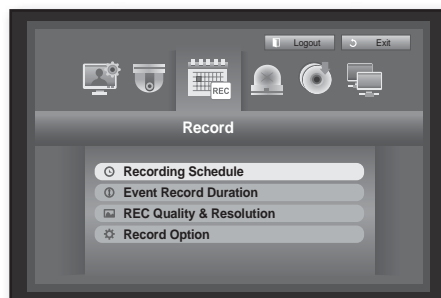 Logout
Exit
REC
Record
Recording Schedule
Event Record Duration
REC Quality & Resolution
Record Option